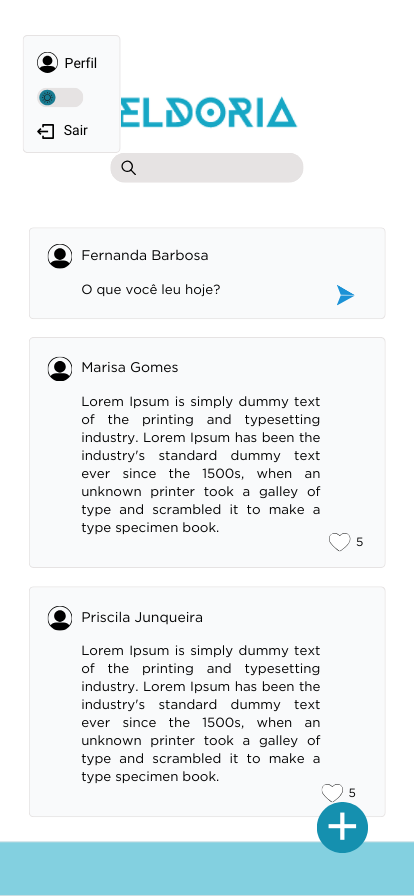 Perfil
Sair
ELDORIA
Fernanda Barbosa
O que você leu hoje?
Marisa Gomes
Lorem Ipsum is simply dummy text
of the printing and typesetting
industry. Lorem Ipsum has been the
industry's standard dummy text
ever since the 1500s, when an
unknown printer took a galley of
type and scrambled it to make a
type specimen book.
5
Priscila Junqueira
Lorem Ipsum is simply dummy text
of the printing and typesetting
industry. Lorem Ipsum has been the
industry's standard dummy text
ever since the 1500s, when an
unknown printer took a galley of
type and scrambled it to make a
type specimen book.
5